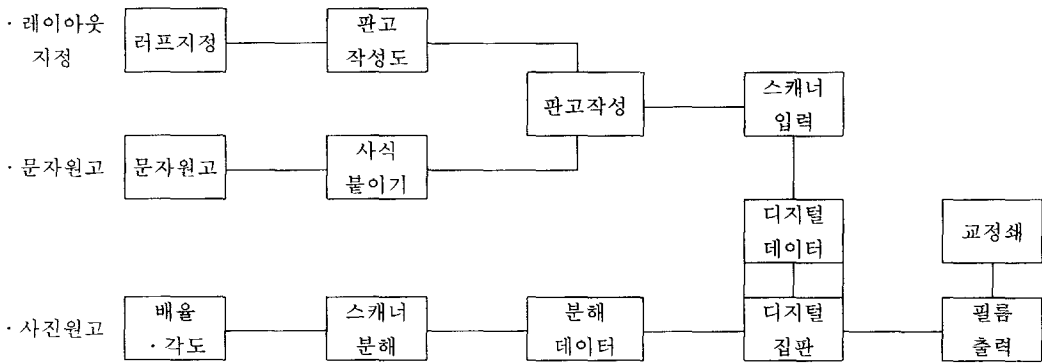 · 레이아웃
지정
러프지정
판고
작성도
판고작성
스캐너
입력
· 문자원고
문자원고
사식
붙이기
디지털
데이터
교정쇄
· 사진원고
배율
· 각도
스캐너
분해
분해
데이터
디지털
집판
필름
출력